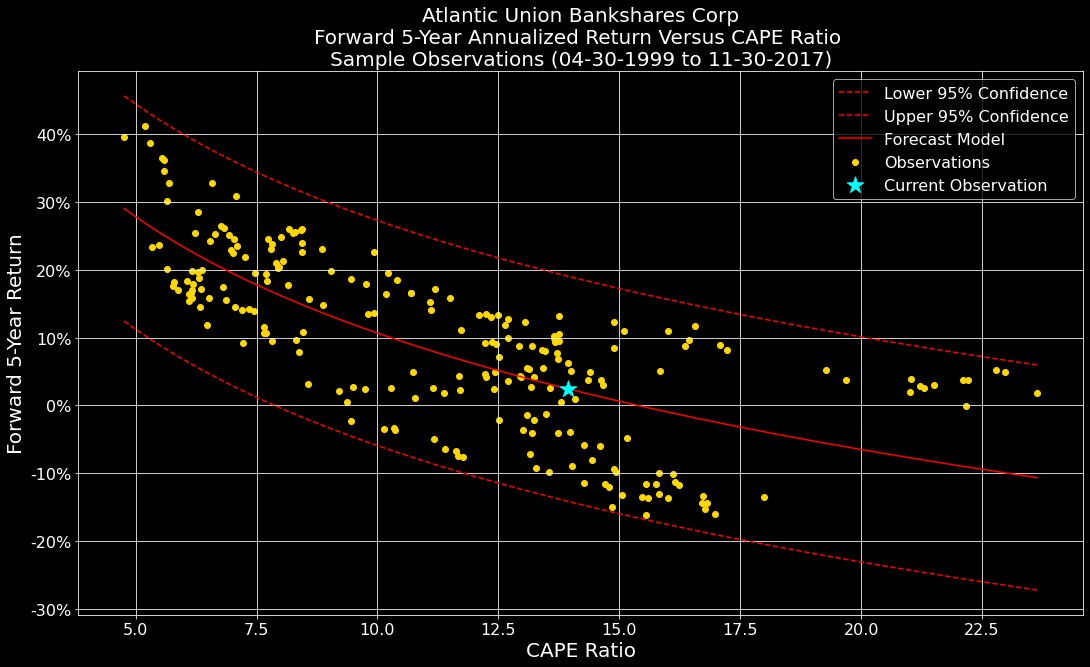 Atlantic Union Bankshares Corp
Forward 5-Year Annualized Return Versus CAPE Ratio
Sample Observations (04-30-1999 to 11-30-2017)
Lower 95% Confidence
Upper 95% Confidence
Forecast Model
Observations
Current Observation
Forward 5-Year Return
40%
30%
20%
10%
0%
-10%
-20%
-30%
5.0 7.5 10.0 12.5 15.0 17.5 20.0 22.5
CAPE Ratio